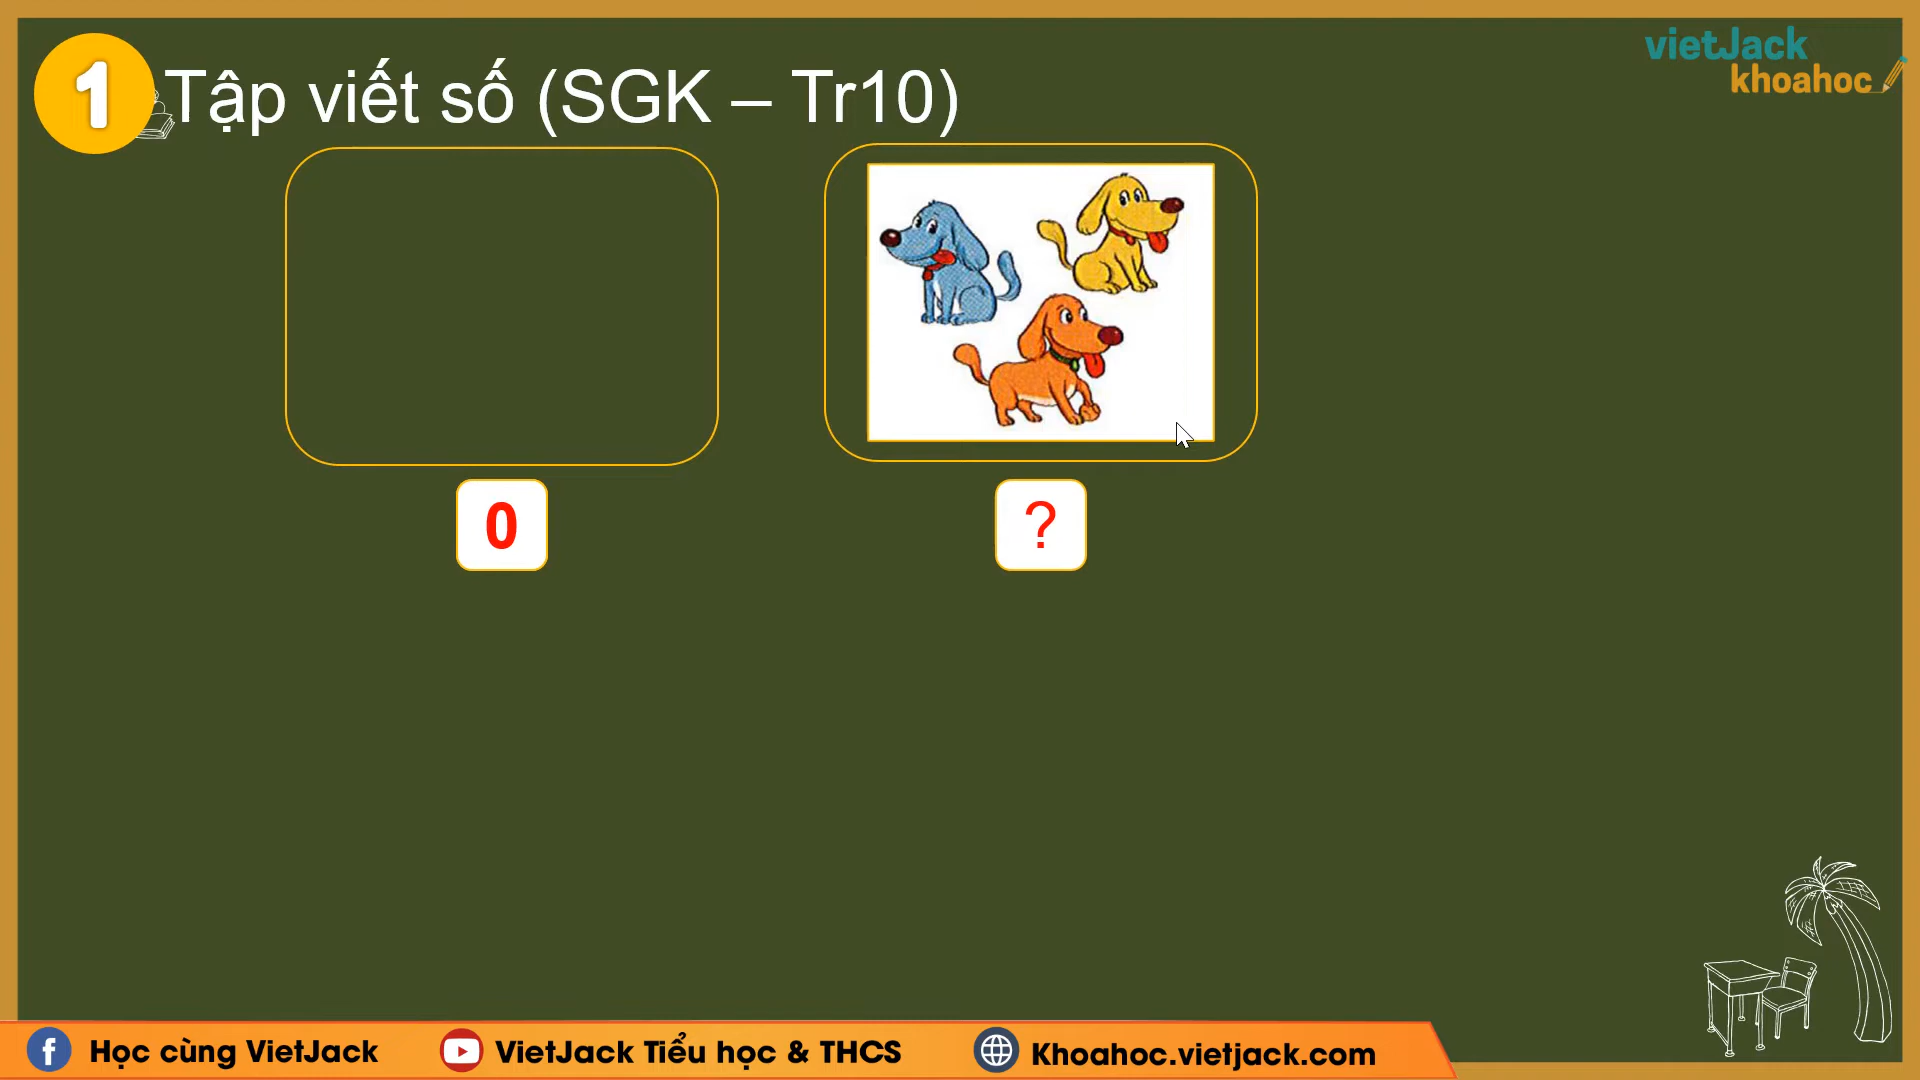 1 Tập viết số (SGK – Tr10)
vietJack
khoahoc
0
?
Học cùng VietJack
VietJack Tiểu học & THCS
Khoahoc.vietjack.com